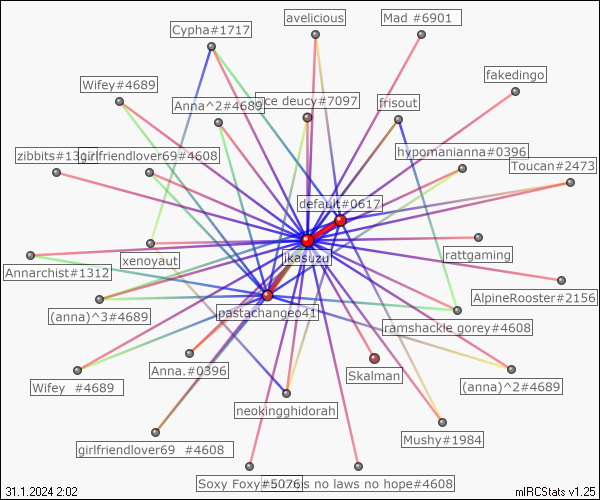 avelicious
Mad #6901
Cypha#1717
fakedingo
Wifey#4689
Anna^2#4689
ce deucy#7097
frisout
zibbits#131
girlfriendlover69#4608
hypomanianna#0396
Toucan#2473
default#0617
xenoyaut
ikasuzu
rattgaming
Annarchist#1312
AlpineRooster#2156
(anna)^3#4689
pastachangeo41
ramshackle gorey#4608
Anna.#0396
Skalman
Wifey #4689
(anna)^2#4689
neokingghidorah
girlfriendlover69 #4608
Mushy#1984
Soxy Foxy#5076
s no laws no hope#4608
31.1.2024 2:02
mIRCStats v1.25